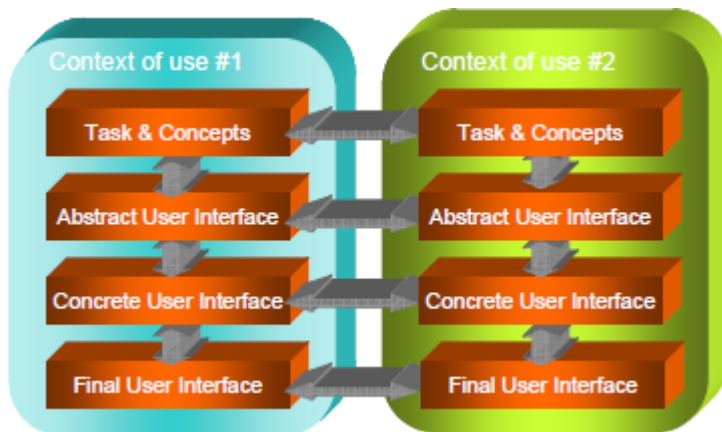 Context of use #1
Task & Concepts
Abstract User Interface
Concrete User Interface
Final User Interface
Context of use #2
Task & Concepts
Abstract User Interface
Concrete User Interface
Final User Interface